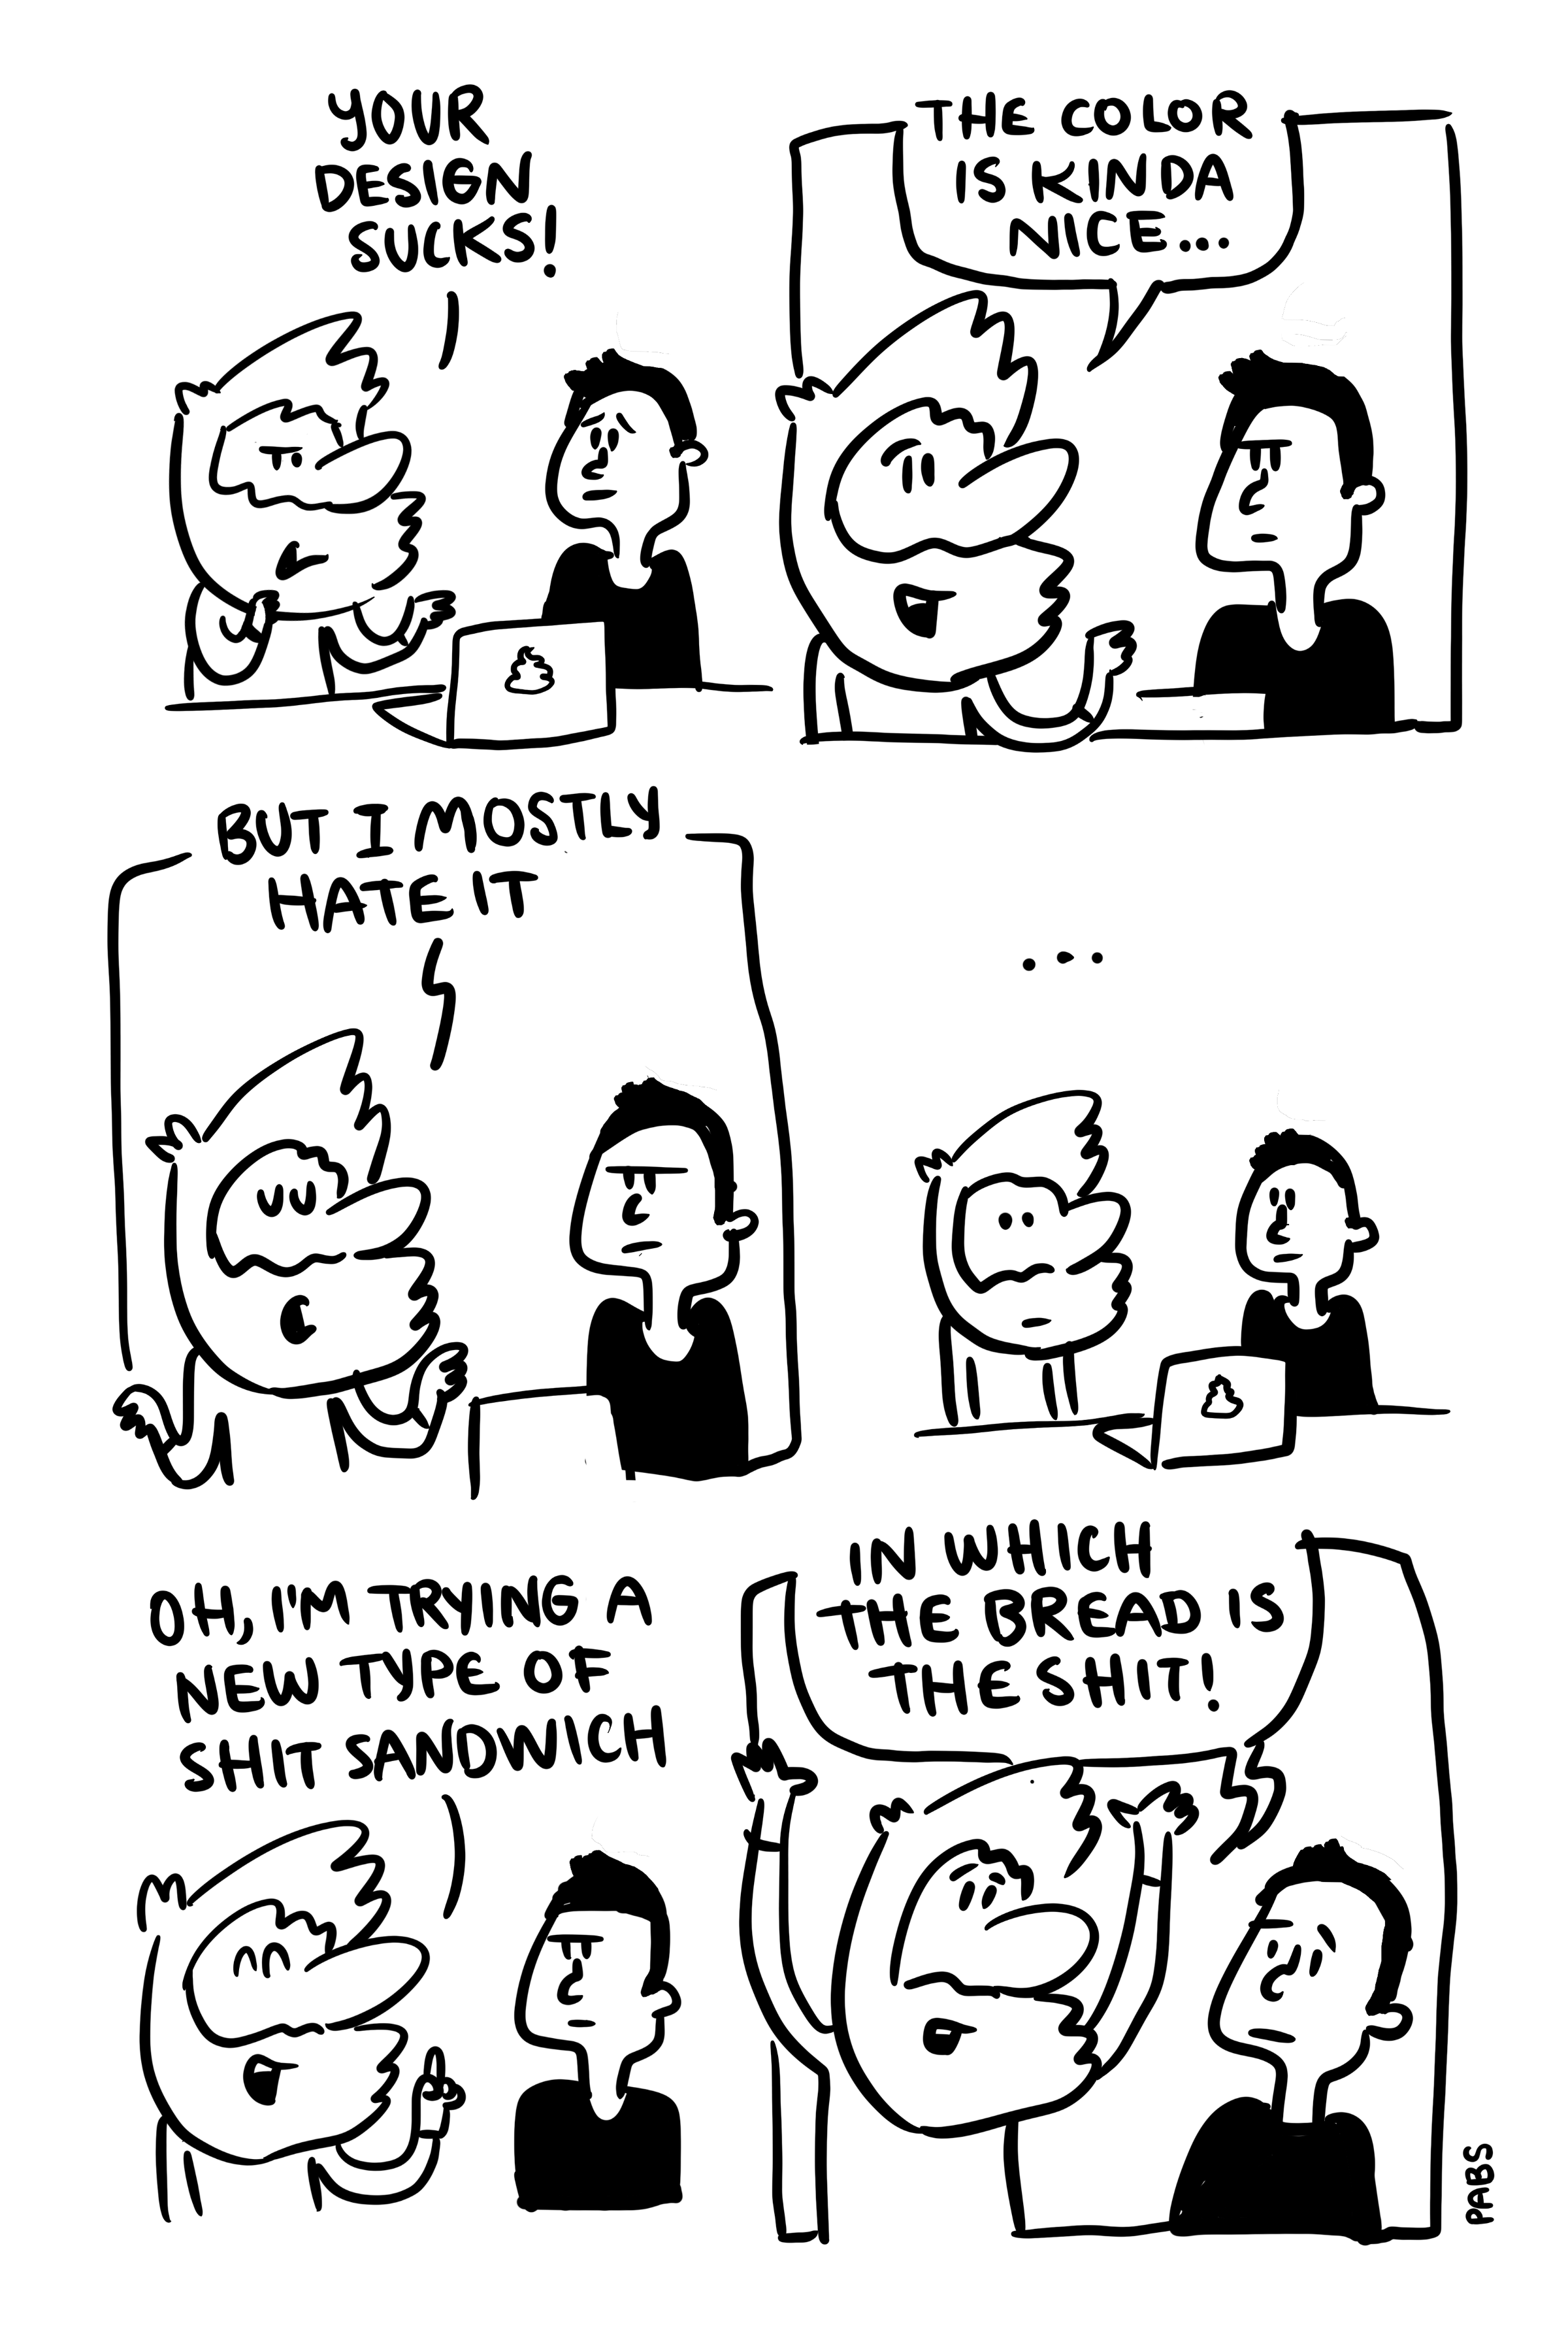 YOUR
DESIGN
SUCKS!
THE COLOR
IS KINDA
NICE...
BUT I MOSTLY
HATE IT
...
OH, I'M TRYING A
NEW TYPE OF
SHIT SANDWICH
IN WHICH
THE BREAD IS
THE SHIT!
PABS